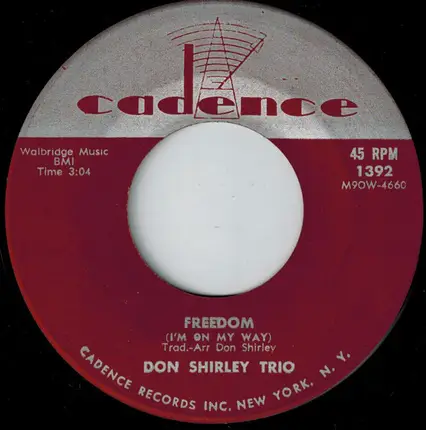 cadence
Walbridge Music
BMI
Time 3:04
45 RPM
1392
M9OW-4660
FREEDOM
(I'M ON MY WAY)
Trad.-Arr Don Shirley
DON SHIRLEY TRIO
CADENCE RECORDS INC. NEW YORK, N. Y.